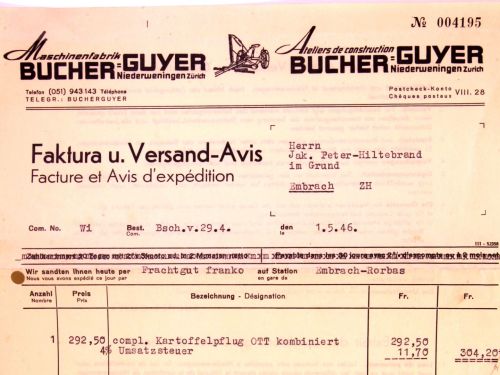 Nº 004195
Maschinenfabrik
BUCHER=GUYER
Niederweningen Zürich
Ateliers de construction
BUCHER=GUYER
Niederweningen Zürich
Telefon (051) 943143 Téléphone
TELEGR.: BUCHERGUYER
Postcheck-Konto
Chèques postaux VIII. 28
Faktura u. Versand-Avis
Facture et Avis d'expédition
Herrn
Jak. Peter-Hiltebrand
im Grund
Embrach ZH
Com. No. Wi Best. Com. Bsch.v.29.4. den le 1.5.46.
Wir sandten Ihnen heute per Frachtgut franko auf Station Embrach-Rorbas
Nous vous avons expédié ce jour par en gare de
Anzahl Preis Bezeichnung - Désignation Fr. Fr.
Nombre Prix
1 292,50 compl. Kartoffelpflug OTT kombiniert 292,50
4% Umsatzsteuer 11,70 304,20